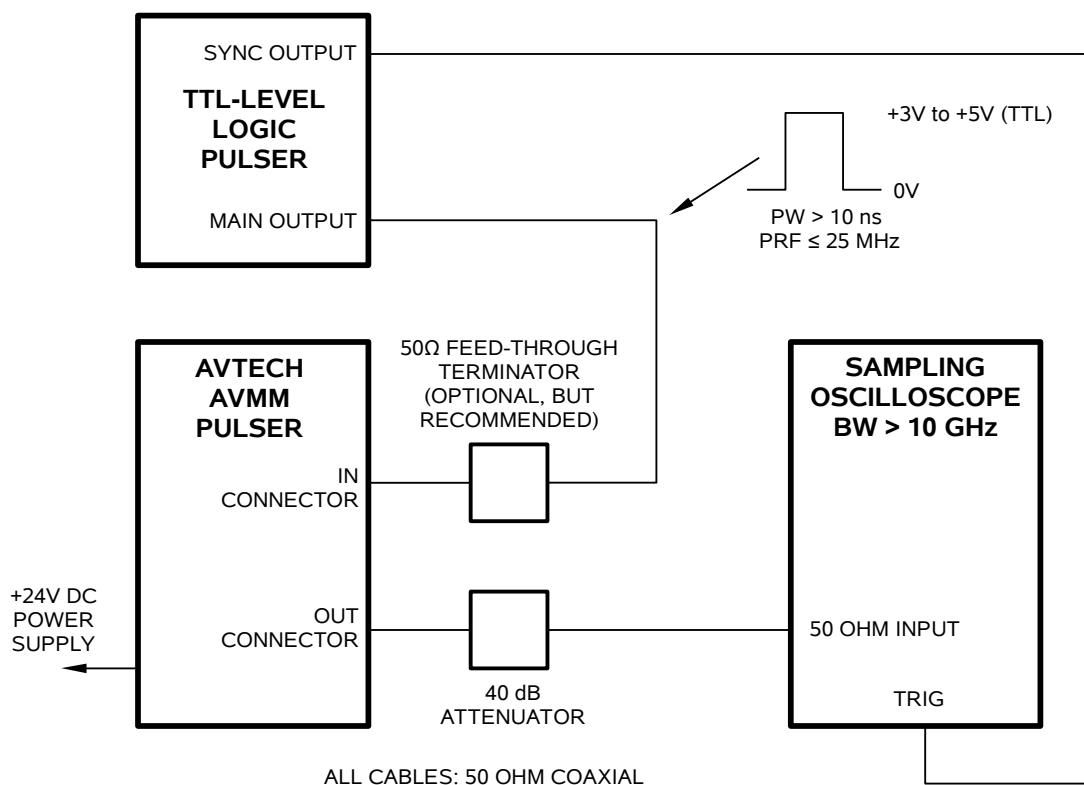 SYNC OUTPUT
TTL-LEVEL
LOGIC
PULSER
MAIN OUTPUT
+3V to +5V (TTL)
0V
PW > 10 ns
PRF ≤ 25 MHz
AVTECH
AVMM
PULSER
IN
CONNECTOR
OUT
CONNECTOR
50Ω FEED-THROUGH
TERMINATOR
(OPTIONAL, BUT
RECOMMENDED)
SAMPLING
OSCILLOSCOPE
BW > 10 GHz
50 OHM INPUT
TRIG
+24V DC
POWER
SUPPLY
40 dB
ATTENUATOR
ALL CABLES: 50 OHM COAXIAL